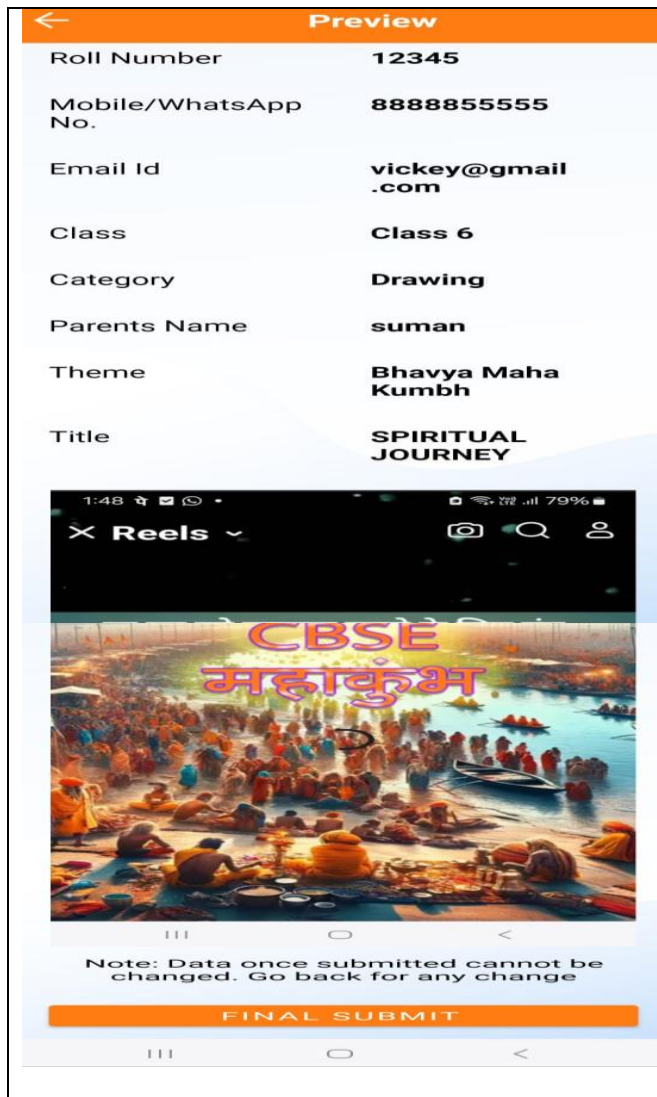 Preview
Roll Number 12345
Mobile/WhatsApp 8888855555
No.
Email Id vickey@gmail
.com
Class Class 6
Category Drawing
Parents Name suman
Theme Bhavya Maha
Kumbh
Title SPIRITUAL
JOURNEY
1:48 पे 79%
Reels
CBSE
महाकुंभ
Note: Data once submitted cannot be
changed. Go back for any change
FINAL SUBMIT